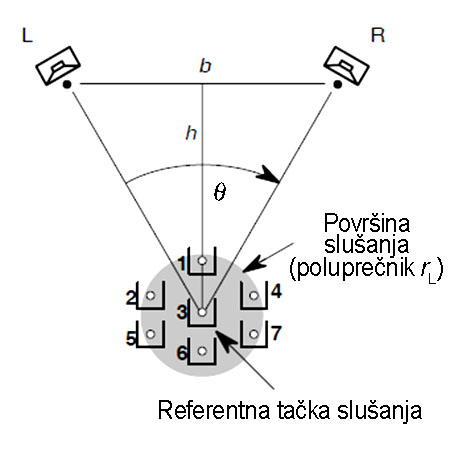 L
R
b
h
θ
Površina
slušanja
(poluprečnik rL)
1
2
4
3
5
7
6
Referentna tačka slušanja